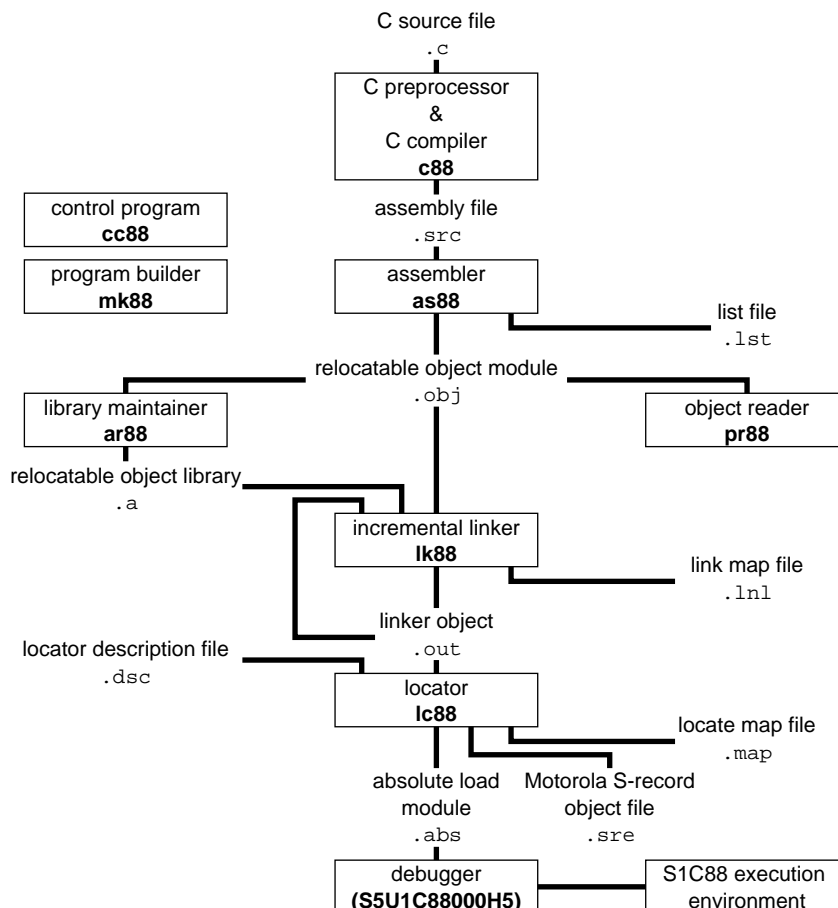 C source file
.c
C preprocessor
&
C compiler
c88
control program
cc88
assembly file
.src
program builder
mk88
assembler
as88
list file
.lst
relocatable object module
.obj
library maintainer
ar88
object reader
pr88
relocatable object library
.a
incremental linker
lk88
link map file
.lnl
linker object
.out
locator description file
.dsc
locator
lc88
locate map file
.map
absolute load
module
.abs
Motorola S-record
object file
.sre
debugger
(S5U1C88000H5)
S1C88 execution
environment